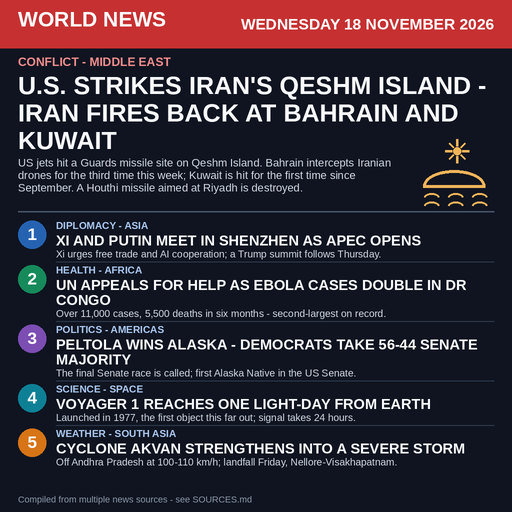 WORLD NEWS
WEDNESDAY 18 NOVEMBER 2026
CONFLICT - MIDDLE EAST
U.S. STRIKES IRAN'S QESHM ISLAND -
IRAN FIRES BACK AT BAHRAIN AND
KUWAIT
US jets hit a Guards missile site on Qeshm Island. Bahrain intercepts Iranian
drones for the third time this week; Kuwait is hit for the first time since
September. A Houthi missile aimed at Riyadh is destroyed.
1
DIPLOMACY - ASIA
XI AND PUTIN MEET IN SHENZHEN AS APEC OPENS
Xi urges free trade and AI cooperation; a Trump summit follows Thursday.
2
HEALTH - AFRICA
UN APPEALS FOR HELP AS EBOLA CASES DOUBLE IN DR
CONGO
Over 11,000 cases, 5,500 deaths in six months - second-largest on record.
3
POLITICS - AMERICAS
PELTOLA WINS ALASKA - DEMOCRATS TAKE 56-44 SENATE
MAJORITY
The final Senate race is called; first Alaska Native in the US Senate.
4
SCIENCE - SPACE
VOYAGER 1 REACHES ONE LIGHT-DAY FROM EARTH
Launched in 1977, the first object this far out; signal takes 24 hours.
5
WEATHER - SOUTH ASIA
CYCLONE AKVAN STRENGTHENS INTO A SEVERE STORM
Off Andhra Pradesh at 100-110 km/h; landfall Friday, Nellore-Visakhapatnam.
Compiled from multiple news sources - see SOURCES.md